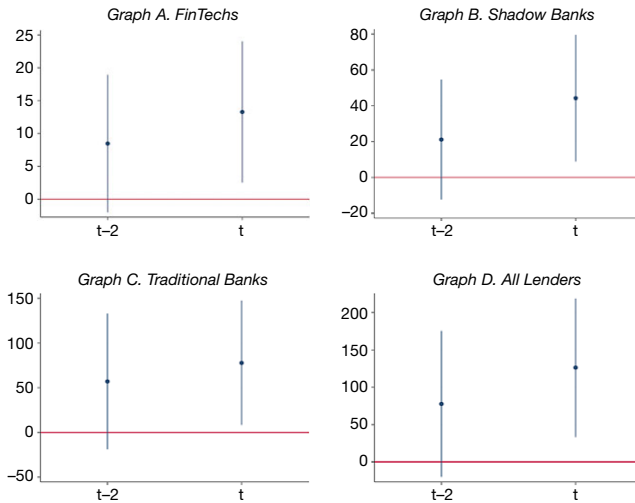 Graph A. FinTechs
25
20
15
10
5
0
t–2 t
Graph B. Shadow Banks
80
60
40
20
0
–20
t–2 t
Graph C. Traditional Banks
150
100
50
0
–50
t–2 t
Graph D. All Lenders
200
150
100
50
0
t–2 t